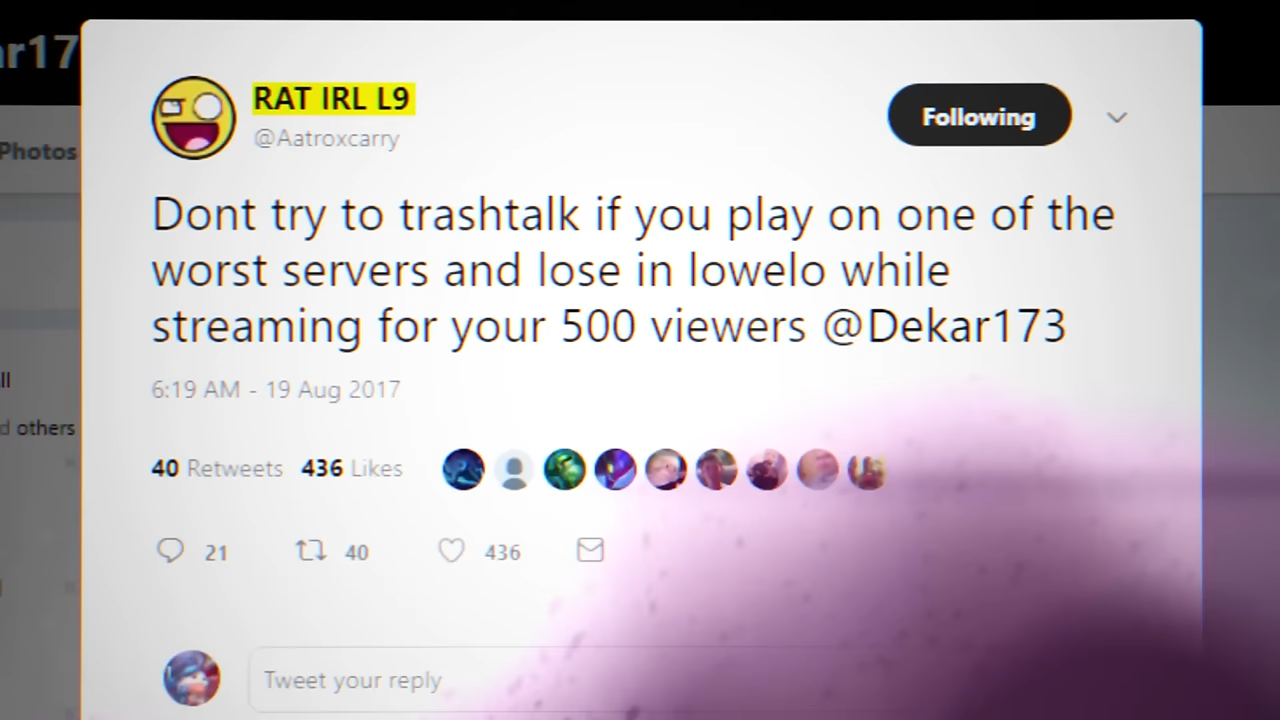 ar17
Photos
RAT IRL L9
@Aatroxcarry
Following
Dont try to trashtalk if you play on one of the
worst servers and lose in lowelo while
streaming for your 500 viewers @Dekar173
6:19 AM - 19 Aug 2017
ll
d others
40 Retweets 436 Likes
21 40 436
Tweet your reply